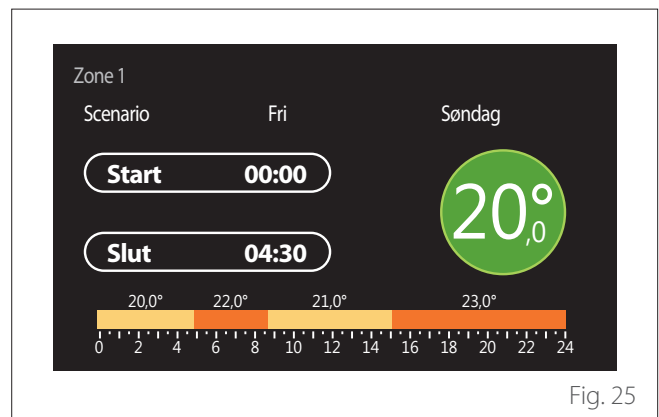 Zone 1
Scenario Fri Søndag
Start 00:00
20°,0
Slut 04:30
20,0° 22,0° 21,0° 23,0°
0 2 4 6 8 10 12 14 16 18 20 22 24
Fig. 25